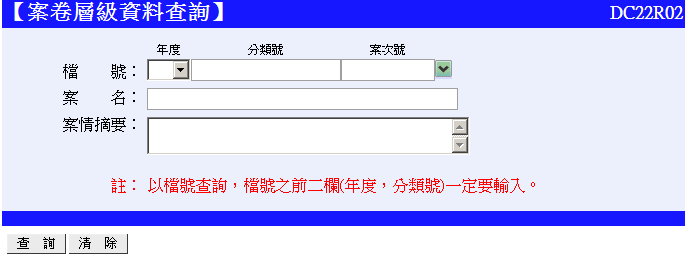 【案卷層級資料查詢】 DC22R02
年度 分類號 案次號
檔 號：
案 名：
案情摘要：
註： 以檔號查詢，檔號之前二欄(年度，分類號)一定要輸入。
查 詢 清 除